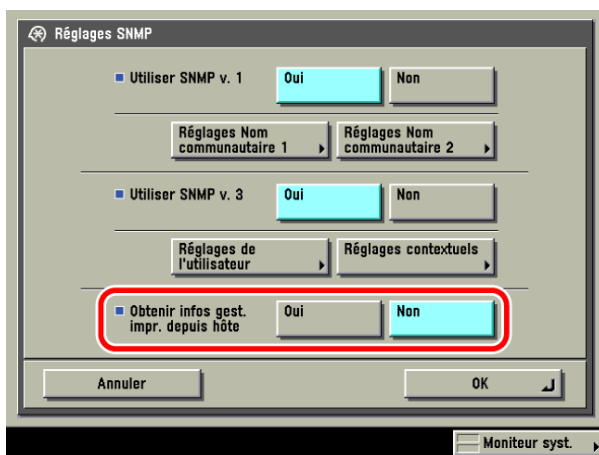 Réglages SNMP
Utiliser SNMP v. 1 Oui Non
Réglages Nom communautaire 1 Réglages Nom communautaire 2
Utiliser SNMP v. 3 Oui Non
Réglages de l'utilisateur Réglages contextuels
Obtenir infos gest. impr. depuis hôte Oui Non
Annuler OK
Moniteur syst.